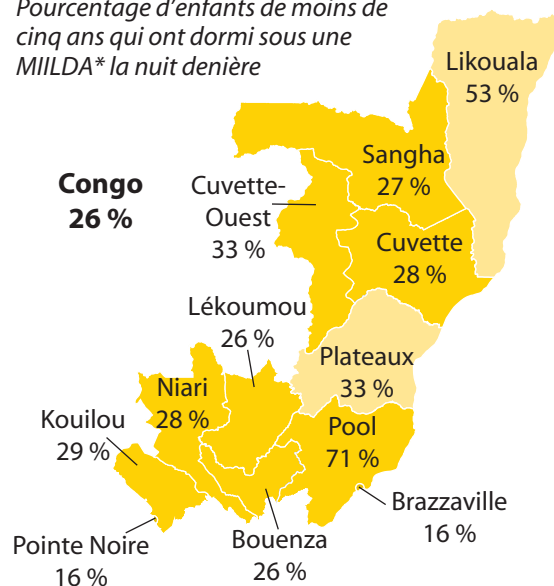 Pourcentage d'enfants de moins de
cinq ans qui ont dormi sous une
MIILDA* la nuit denière
Likouala
53 %
Sangha
27 %
Congo
26 %
Cuvette-
Ouest
33 %
Cuvette
28 %
Lékoumou
26 %
Plateaux
33 %
Niari
28 %
Kouilou
29 %
Pool
71 %
Brazzaville
16 %
Pointe Noire
16 %
Bouenza
26 %